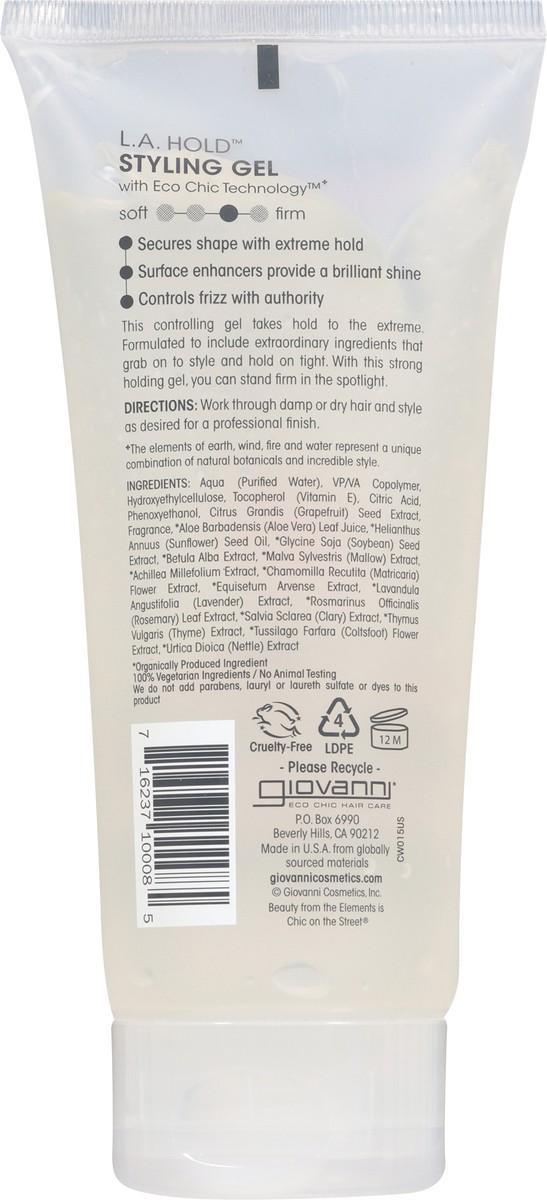 L.A. HOLD™
STYLING GEL
with Eco Chic Technology™⁺
soft firm
Secures shape with extreme hold
Surface enhancers provide a brilliant shine
Controls frizz with authority
This controlling gel takes hold to the extreme.
Formulated to include extraordinary ingredients that
grab on to style and hold on tight. With this strong
holding gel, you can stand firm in the spotlight.
DIRECTIONS: Work through damp or dry hair and style
as desired for a professional finish.
⁺The elements of earth, wind, fire and water represent a unique
combination of natural botanicals and incredible style.
INGREDIENTS: Aqua (Purified Water), VP/VA Copolymer,
Hydroxyethylcellulose, Tocopherol (Vitamin E), Citric Acid,
Phenoxyethanol, Citrus Grandis (Grapefruit) Seed Extract,
Fragrance, *Aloe Barbadensis (Aloe Vera) Leaf Juice, *Helianthus
Annuus (Sunflower) Seed Oil, *Glycine Soja (Soybean) Seed
Extract, *Betula Alba Extract, *Malva Sylvestris (Mallow) Extract,
*Achillea Millefolium Extract, *Chamomilla Recutita (Matricaria)
Flower Extract, *Equisetum Arvense Extract, *Lavandula
Angustifolia (Lavender) Extract, *Rosmarinus Officinalis
(Rosemary) Leaf Extract, *Salvia Sclarea (Clary) Extract, *Thymus
Vulgaris (Thyme) Extract, *Tussilago Farfara (Coltsfoot) Flower
Extract, *Urtica Dioica (Nettle) Extract
*Organically Produced Ingredient
100% Vegetarian Ingredients / No Animal Testing
We do not add parabens, lauryl or laureth sulfate or dyes to this
product
Cruelty-Free
4
LDPE
12 M
- Please Recycle -
giovanni®
ECO CHIC HAIR CARE
P.O. Box 6990
Beverly Hills, CA 90212
Made in U.S.A. from globally
sourced materials
giovannicosmetics.com
© Giovanni Cosmetics, Inc.
Beauty from the Elements is
Chic on the Street®
CW015US
7 16237 10008 5